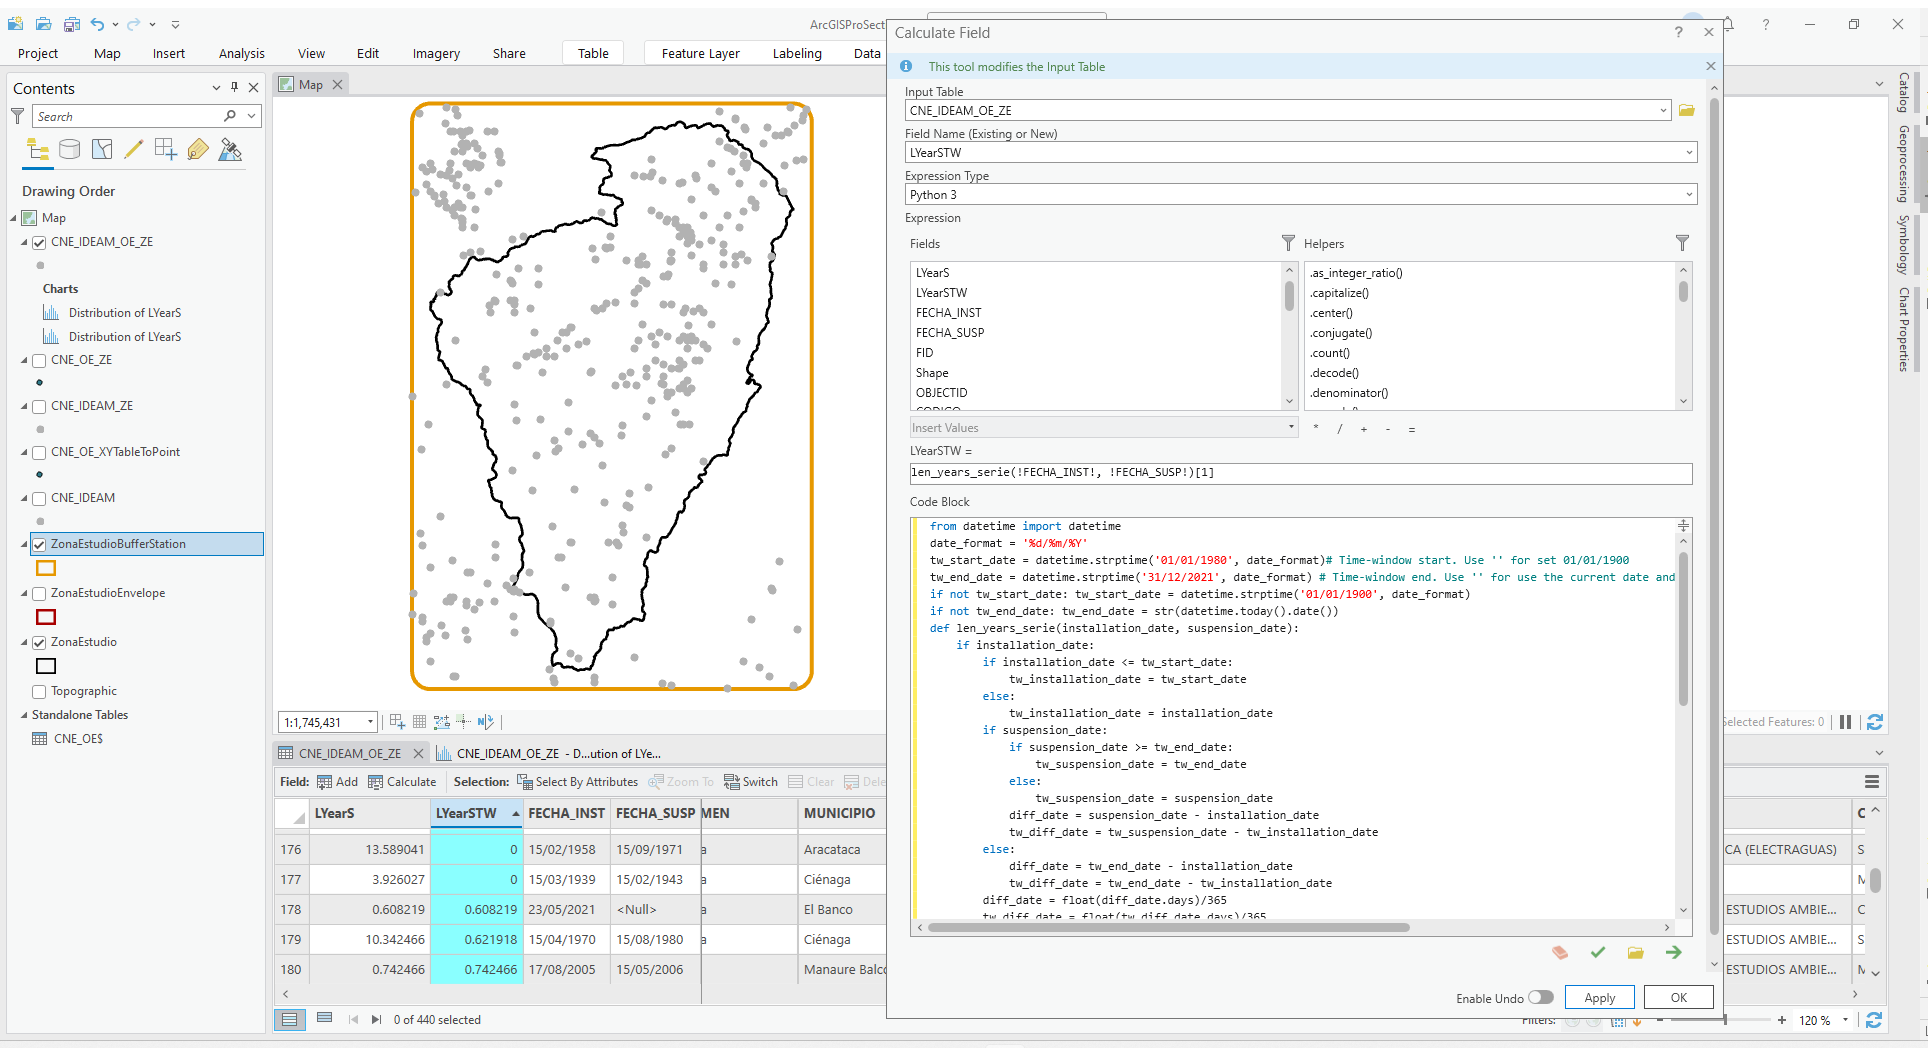 ArcGISProSect
Project Map Insert Analysis View Edit Imagery Share Table Feature Layer Labeling Data
Contents
Search
Drawing Order
Map
CNE_IDEAM_OE_ZE
Charts
Distribution of LYearS
Distribution of LYearS
CNE_OE_ZE
CNE_IDEAM_ZE
CNE_OE_XYTableToPoint
CNE_IDEAM
ZonaEstudioBufferStation
ZonaEstudioEnvelope
ZonaEstudio
Topographic
Standalone Tables
CNE_OE$
Map
1:1,745,431
Selected Features: 0
CNE_IDEAM_OE_ZE
CNE_IDEAM_OE_ZE - D...ution of LYe...
Field: Add Calculate Selection: Select By Attributes Zoom To Switch Clear Dele
LYearS LYearSTW FECHA_INST FECHA_SUSP MEN MUNICIPIO C
176 13.589041 0 15/02/1958 15/09/1971 a Aracataca CA (ELECTRAGUAS) S
177 3.926027 0 15/03/1939 15/02/1943 a Ciénaga
178 0.608219 0.608219 23/05/2021 <Null> a El Banco ESTUDIOS AMBIE...
179 10.342466 0.621918 15/04/1970 15/08/1980 a Ciénaga ESTUDIOS AMBIE... S
180 0.742466 0.742466 17/08/2005 15/05/2006 Manaure Balc ESTUDIOS AMBIE...
0 of 440 selected
Filters:
120 %
Calculate Field
?
This tool modifies the Input Table
Input Table
CNE_IDEAM_OE_ZE
Field Name (Existing or New)
LYearSTW
Expression Type
Python 3
Expression
Fields
LYearS
LYearSTW
FECHA_INST
FECHA_SUSP
FID
Shape
OBJECTID
CODIGO
Helpers
.as_integer_ratio()
.capitalize()
.center()
.conjugate()
.count()
.decode()
.denominator()
Insert Values
* / + - =
LYearSTW =
len_years_serie(!FECHA_INST!, !FECHA_SUSP!)[1]
Code Block
from datetime import datetime
date_format = '%d/%m/%Y'
tw_start_date = datetime.strptime('01/01/1980', date_format)# Time-window start. Use '' for set 01/01/1900
tw_end_date = datetime.strptime('31/12/2021', date_format) # Time-window end. Use '' for use the current date and
if not tw_start_date: tw_start_date = datetime.strptime('01/01/1900', date_format)
if not tw_end_date: tw_end_date = str(datetime.today().date())
def len_years_serie(installation_date, suspension_date):
if installation_date:
if installation_date <= tw_start_date:
tw_installation_date = tw_start_date
else:
tw_installation_date = installation_date
if suspension_date:
if suspension_date >= tw_end_date:
tw_suspension_date = tw_end_date
else:
tw_suspension_date = suspension_date
diff_date = suspension_date - installation_date
tw_diff_date = tw_suspension_date - tw_installation_date
else:
diff_date = tw_end_date - installation_date
tw_diff_date = tw_end_date - tw_installation_date
diff_date = float(diff_date.days)/365
tw_diff_date = float(tw_diff_date.days)/365
Enable Undo
Apply
OK
Catalog
Geoprocessing
Symbology
Chart Properties